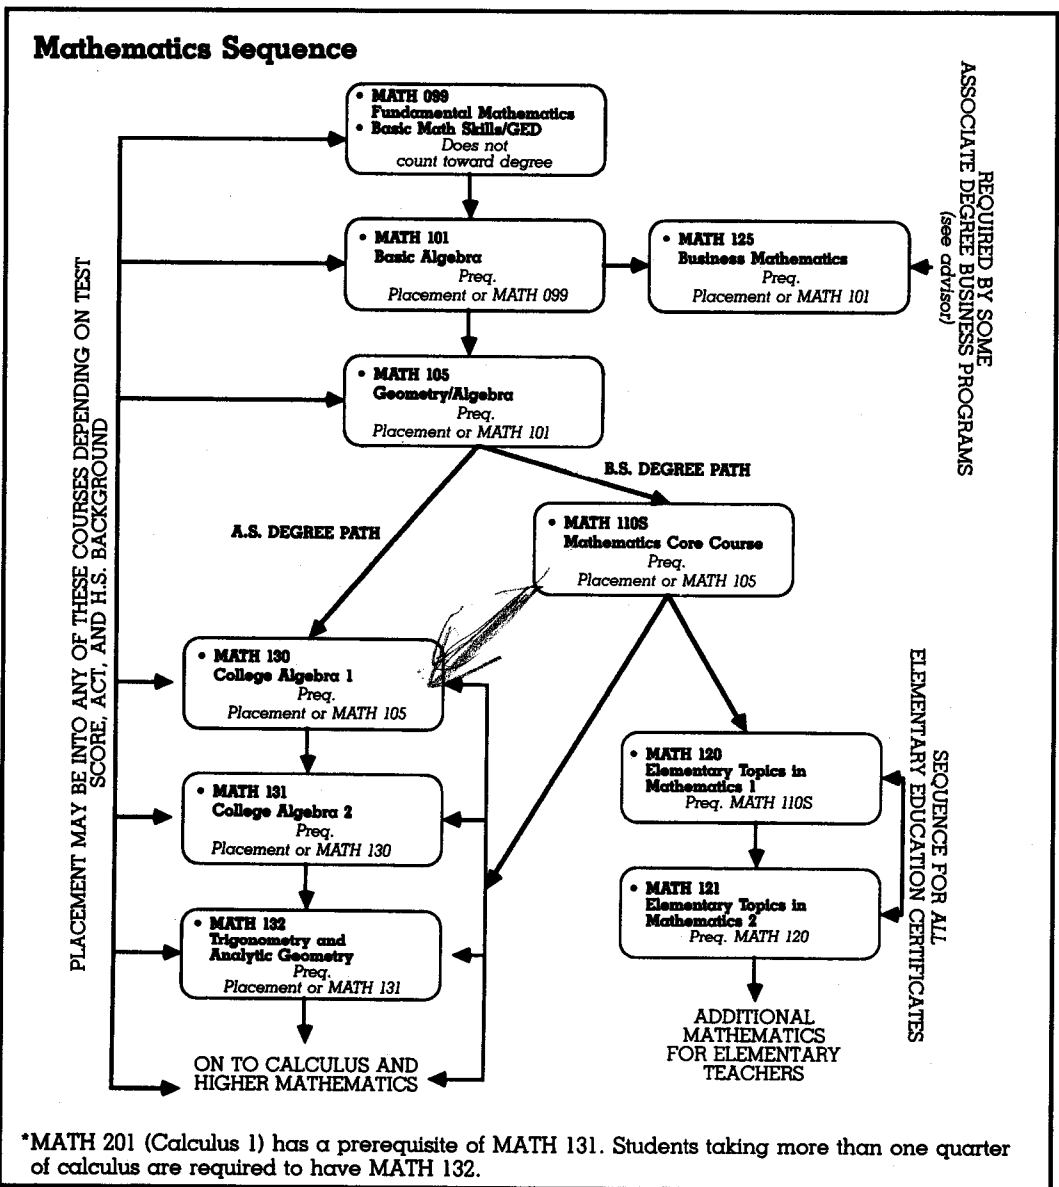 Mathematics Sequence
• MATH 099
Fundamental Mathematics
• Basic Math Skills/GED
Does not
count toward degree
• MATH 101
Basic Algebra
Preq.
Placement or MATH 099
• MATH 125
Business Mathematics
Preq.
Placement or MATH 101
REQUIRED BY SOME
ASSOCIATE DEGREE BUSINESS PROGRAMS
(see advisor)
• MATH 105
Geometry/Algebra
Preq.
Placement or MATH 101
B.S. DEGREE PATH
A.S. DEGREE PATH
• MATH 110S
Mathematics Core Course
Preq.
Placement or MATH 105
PLACEMENT MAY BE INTO ANY OF THESE COURSES DEPENDING ON TEST
SCORE, ACT, AND H.S. BACKGROUND
• MATH 130
College Algebra 1
Preq.
Placement or MATH 105
• MATH 131
College Algebra 2
Preq.
Placement or MATH 130
• MATH 132
Trigonometry and
Analytic Geometry
Preq.
Placement or MATH 131
ON TO CALCULUS AND
HIGHER MATHEMATICS
• MATH 120
Elementary Topics in
Mathematics 1
Preq. MATH 110S
• MATH 121
Elementary Topics in
Mathematics 2
Preq. MATH 120
ADDITIONAL
MATHEMATICS
FOR ELEMENTARY
TEACHERS
SEQUENCE FOR ALL
ELEMENTARY EDUCATION CERTIFICATES
*MATH 201 (Calculus 1) has a prerequisite of MATH 131. Students taking more than one quarter
of calculus are required to have MATH 132.